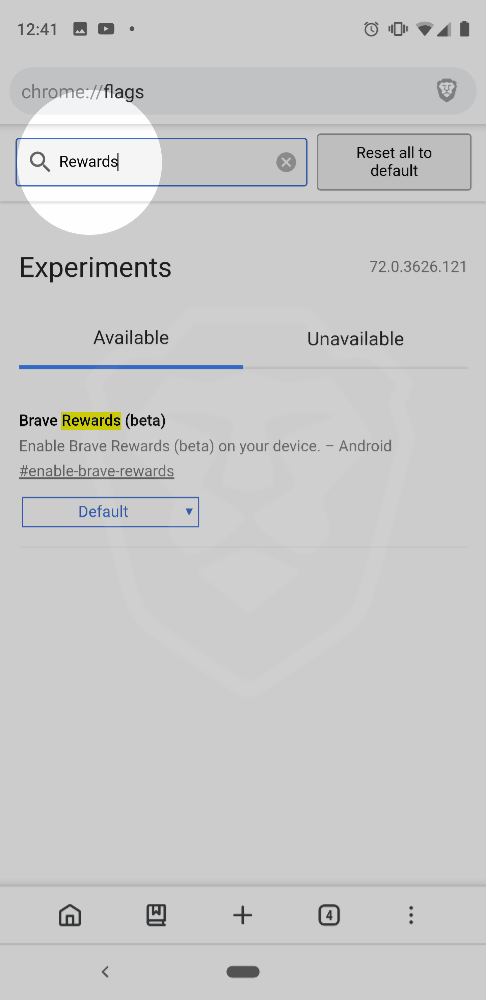 12:41
chrome://flags
Rewards
Reset all to
default
Experiments
72.0.3626.121
Available
Unavailable
Brave Rewards (beta)
Enable Brave Rewards (beta) on your device. – Android
#enable-brave-rewards
Default
4